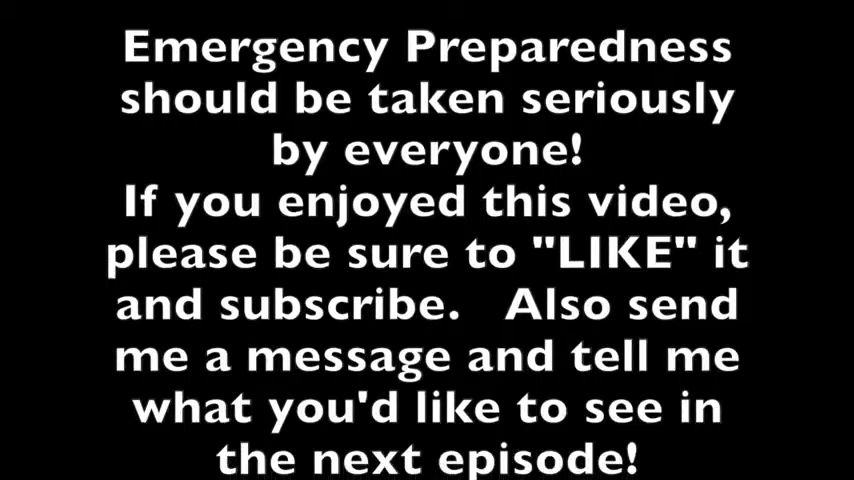 Emergency Preparedness
should be taken seriously
by everyone!
If you enjoyed this video,
please be sure to "LIKE" it
and subscribe.   Also send
me a message and tell me
what you'd like to see in
the next episode!